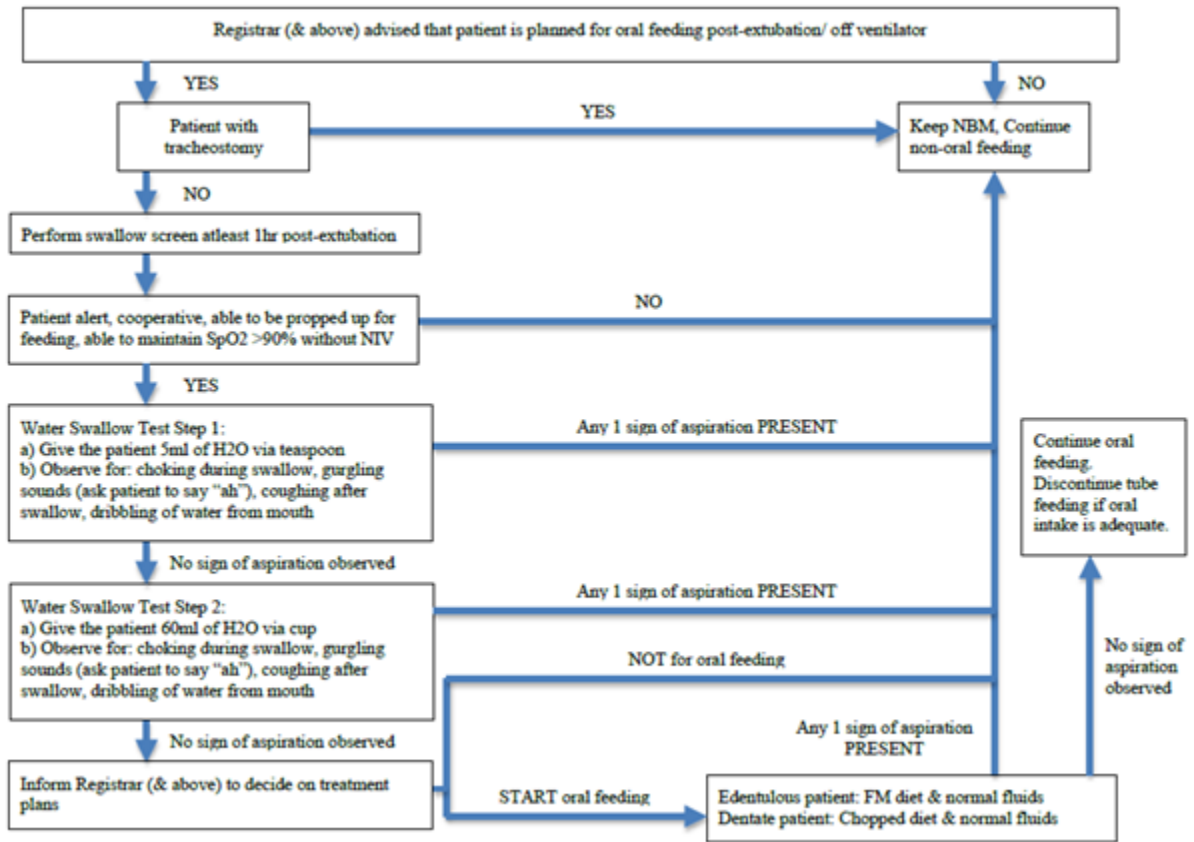 Registrar (& above) advised that patient is planned for oral feeding post-extubation/ off ventilator
YES
NO
Patient with
tracheostomy
YES
Keep NBM, Continue
non-oral feeding
NO
Perform swallow screen atleast 1hr post-extubation
Patient alert, cooperative, able to be propped up for
feeding, able to maintain SpO2 >90% without NIV
NO
YES
Water Swallow Test Step 1:
a) Give the patient 5ml of H2O via teaspoon
b) Observe for: choking during swallow, gurgling
sounds (ask patient to say “ah”), coughing after
swallow, dribbling of water from mouth
Any 1 sign of aspiration PRESENT
Continue oral
feeding.
Discontinue tube
feeding if oral
intake is adequate.
No sign of aspiration observed
Water Swallow Test Step 2:
a) Give the patient 60ml of H2O via cup
b) Observe for: choking during swallow, gurgling
sounds (ask patient to say “ah”), coughing after
swallow, dribbling of water from mouth
Any 1 sign of aspiration PRESENT
NOT for oral feeding
No sign of
aspiration
observed
Any 1 sign of aspiration
PRESENT
No sign of aspiration observed
Inform Registrar (& above) to decide on treatment
plans
START oral feeding
Edentulous patient: FM diet & normal fluids
Dentate patient: Chopped diet & normal fluids